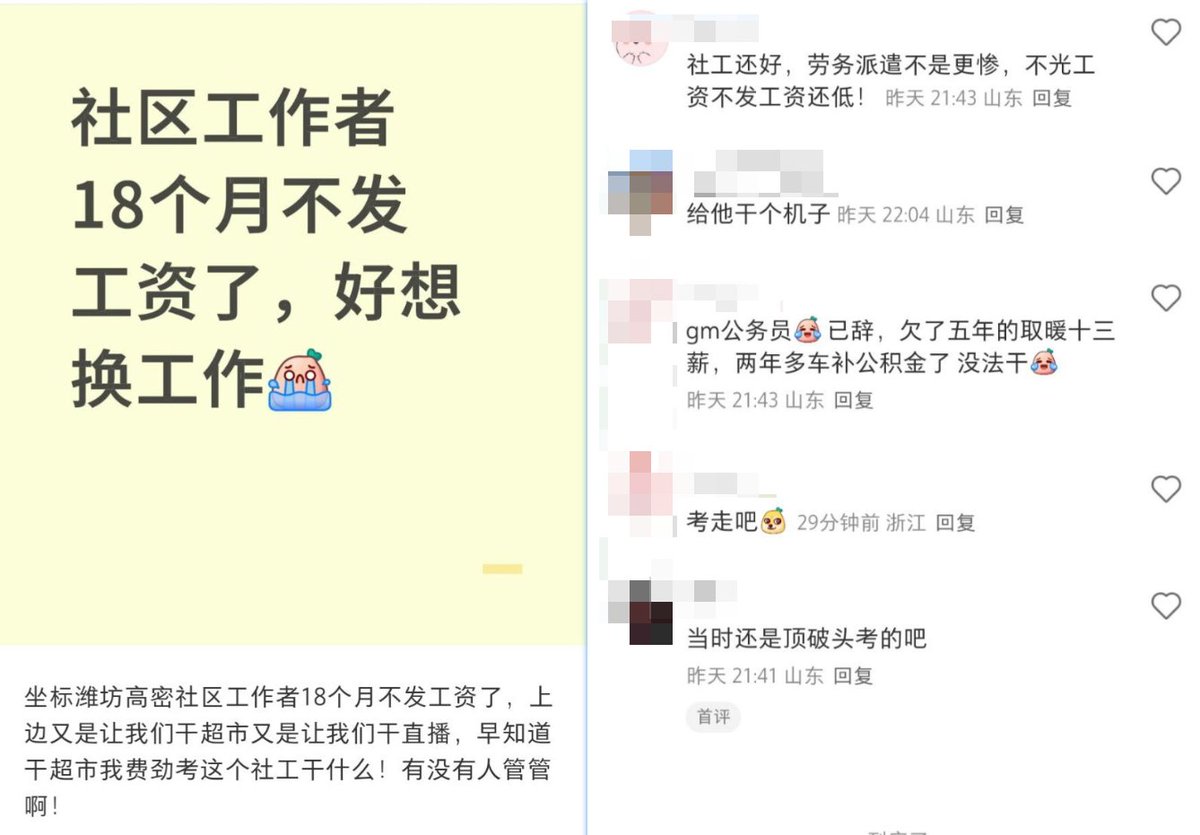 社区工作者
18个月不发
工资了，好想
换工作
坐标潍坊高密社区工作者18个月不发工资了，上
边又是让我们干超市又是让我们干直播，早知道
干超市我费劲考这个社工干什么！有没有人管管
啊！
社工还好，劳务派遣不是更惨，不光工
资不发工资还低！ 昨天 21:43 山东 回复
给他干个机子 昨天 22:04 山东 回复
gm公务员 已辞，欠了五年的取暖十三
薪，两年多车补公积金了 没法干
昨天 21:43 山东 回复
考走吧 29分钟前 浙江 回复
当时还是顶破头考的吧
昨天 21:41 山东 回复
首评